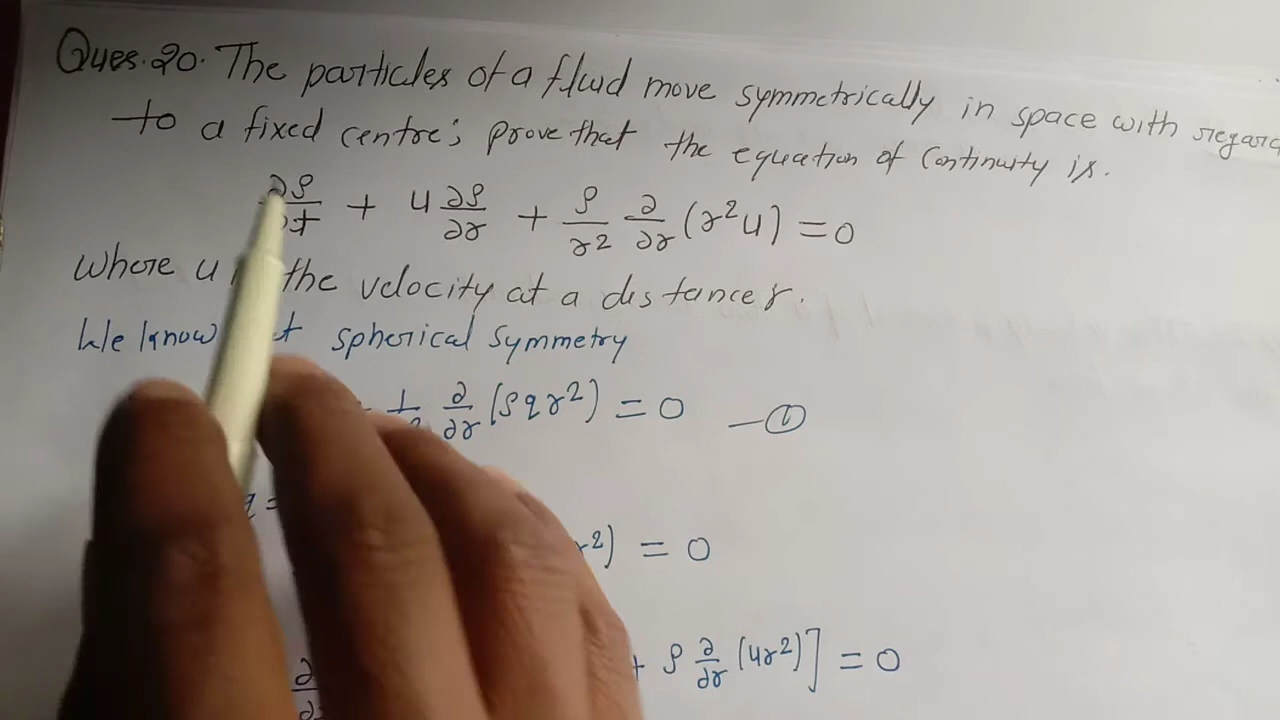 Ques. 20. The particles of a fluid move symmetrically in space with regard
to a fixed centre; prove that the equation of Continuity is.
∂ρ/∂t + u ∂ρ/∂r + ρ/r2 ∂/∂r (r²u) = 0
Where u the velocity at a distance r.
We know spherical symmetry
∂/∂r (ρqr²) = 0 —①
q =
r²) = 0
+ ρ ∂/∂r (ur²)] = 0